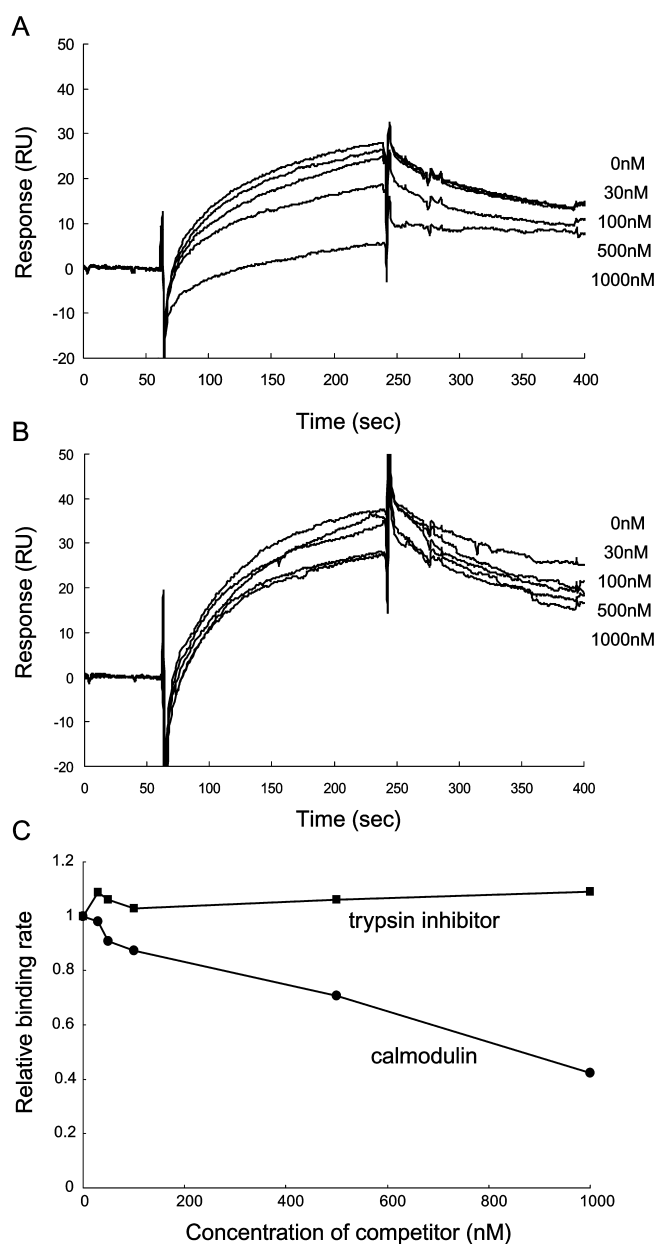 A
50
40
30
20
10
0
-10
-20
Response (RU)
0nM
30nM
100nM
500nM
1000nM
0 50 100 150 200 250 300 350 400
Time (sec)
B
50
40
30
20
10
0
-10
-20
Response (RU)
0nM
30nM
100nM
500nM
1000nM
0 50 100 150 200 250 300 350 400
Time (sec)
C
1.2
1
0.8
0.6
0.4
0.2
0
Relative binding rate
trypsin inhibitor
calmodulin
0 200 400 600 800 1000
Concentration of competitor (nM)